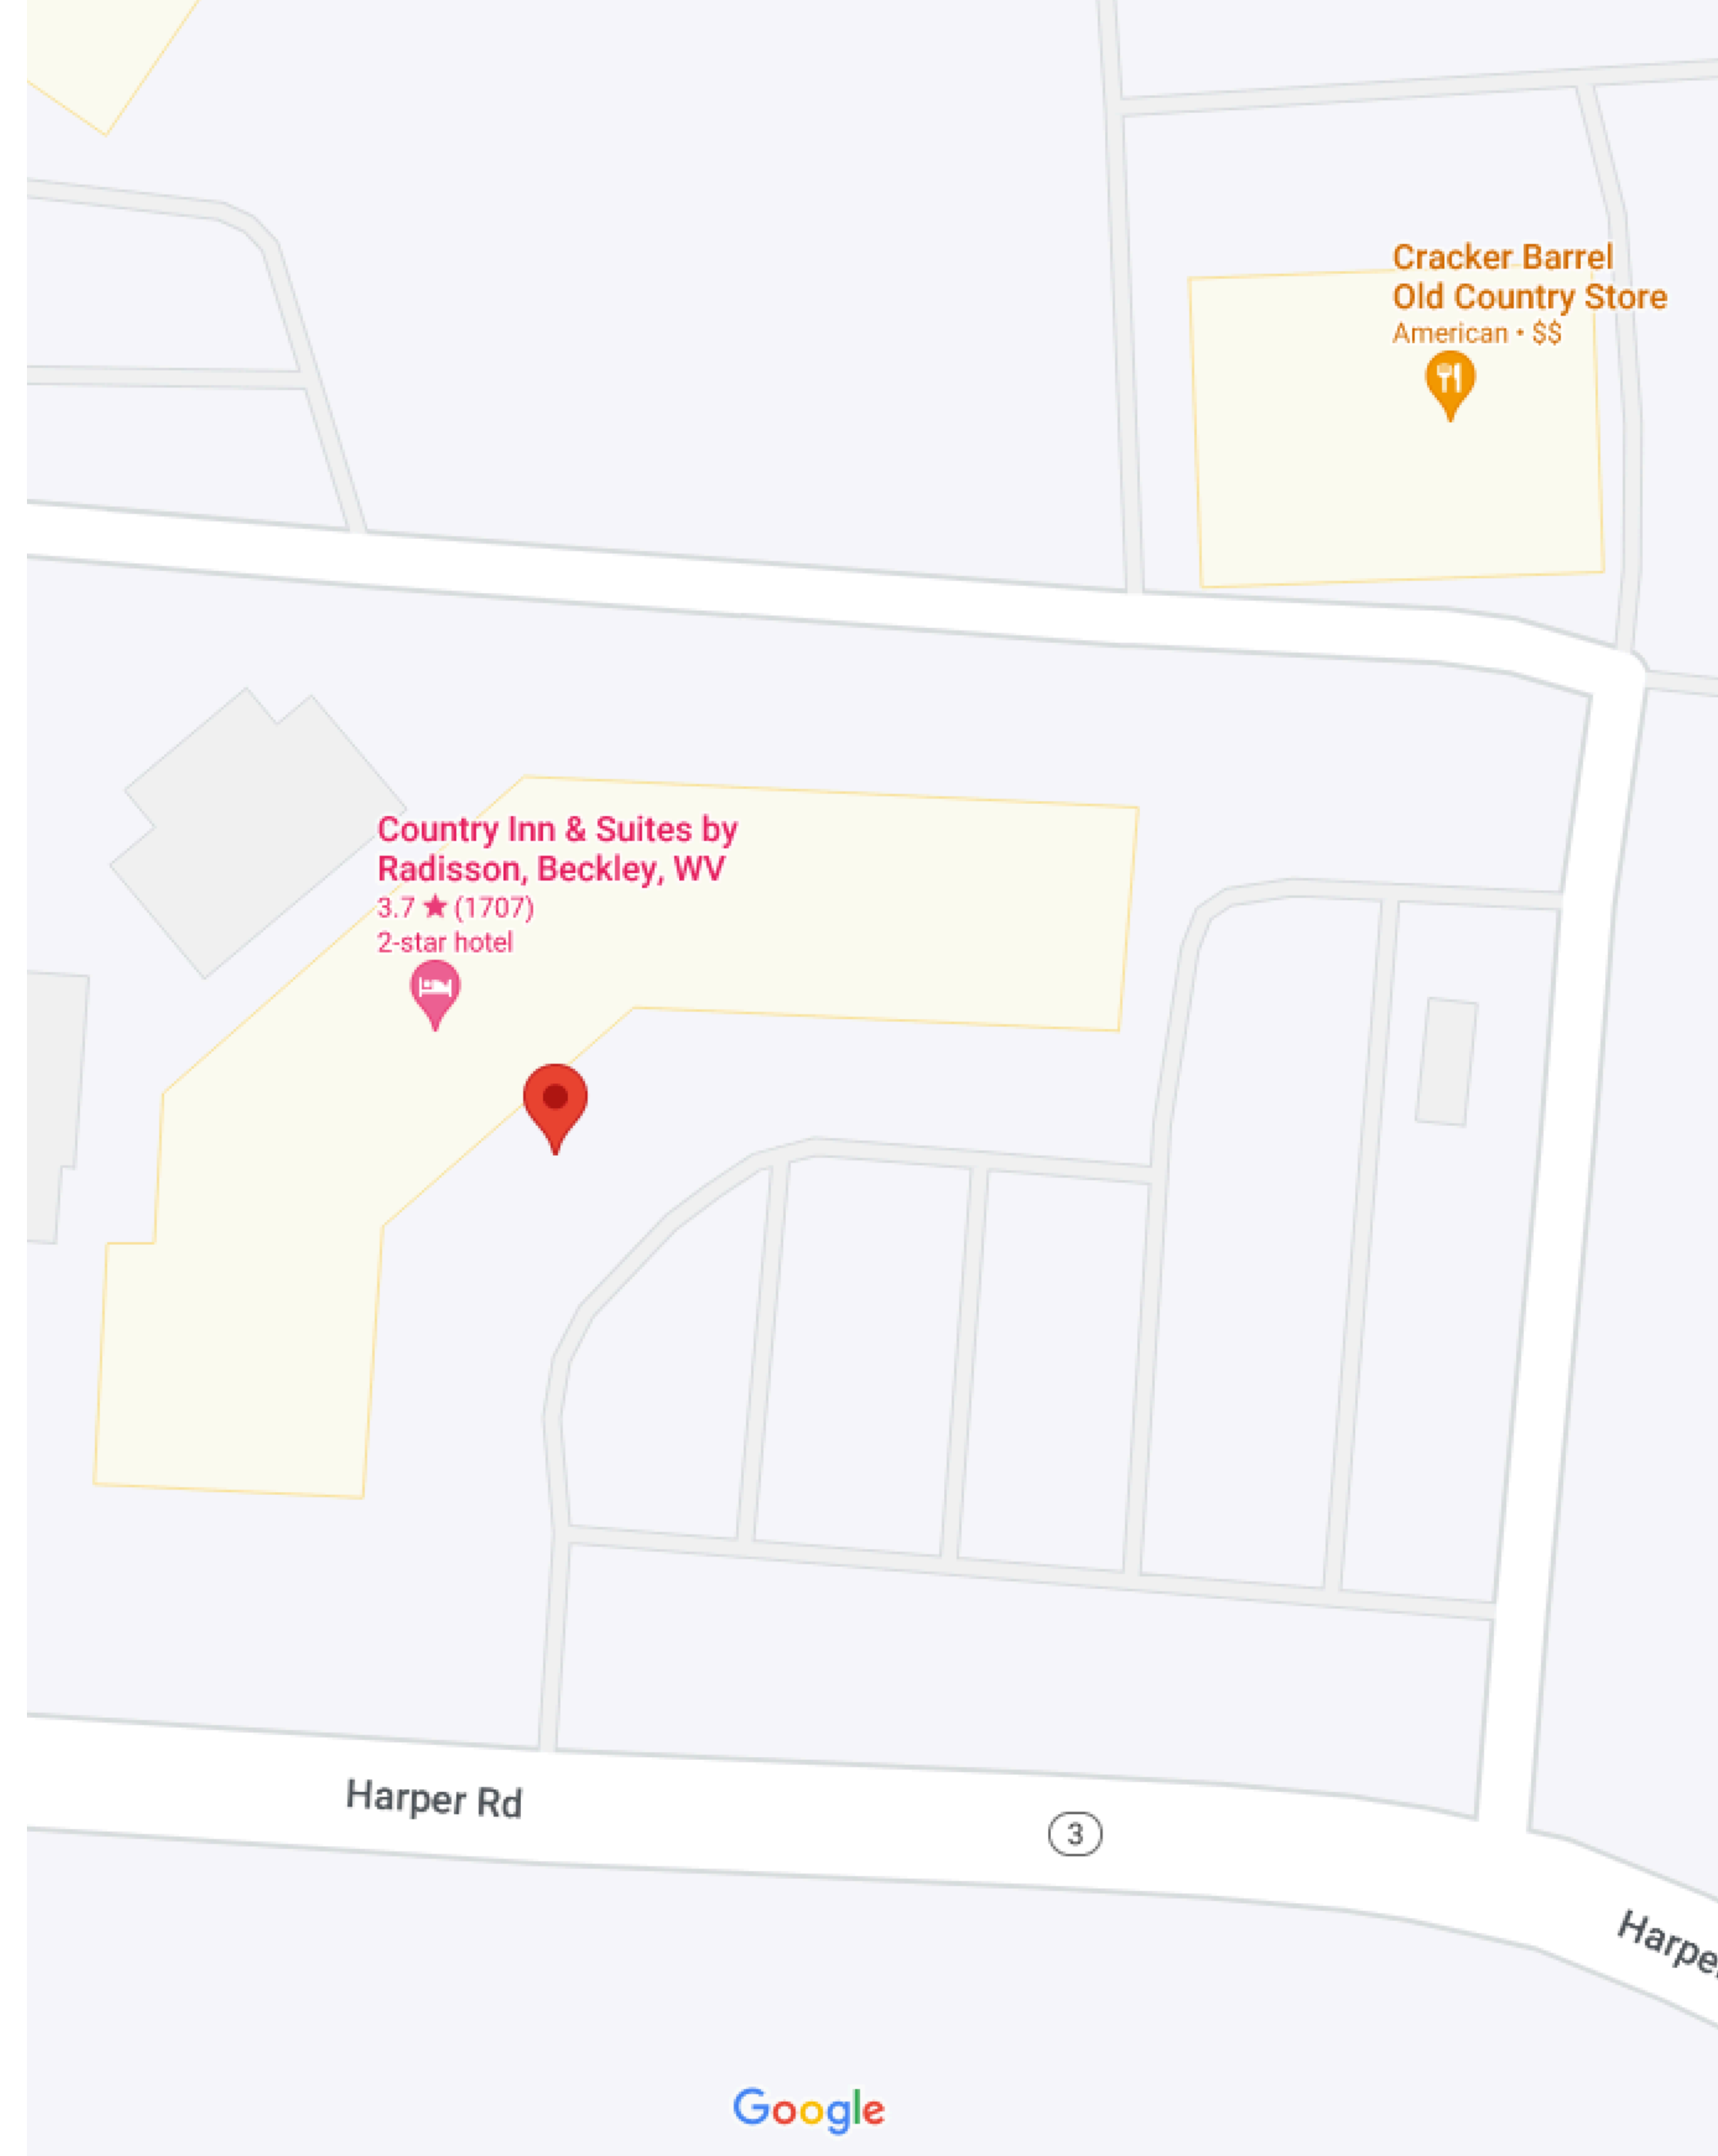 Cracker Barrel
Old Country Store
American • $$
Country Inn & Suites by
Radisson, Beckley, WV
3.7 ★ (1707)
2-star hotel
Harper Rd
3
Harper
Google